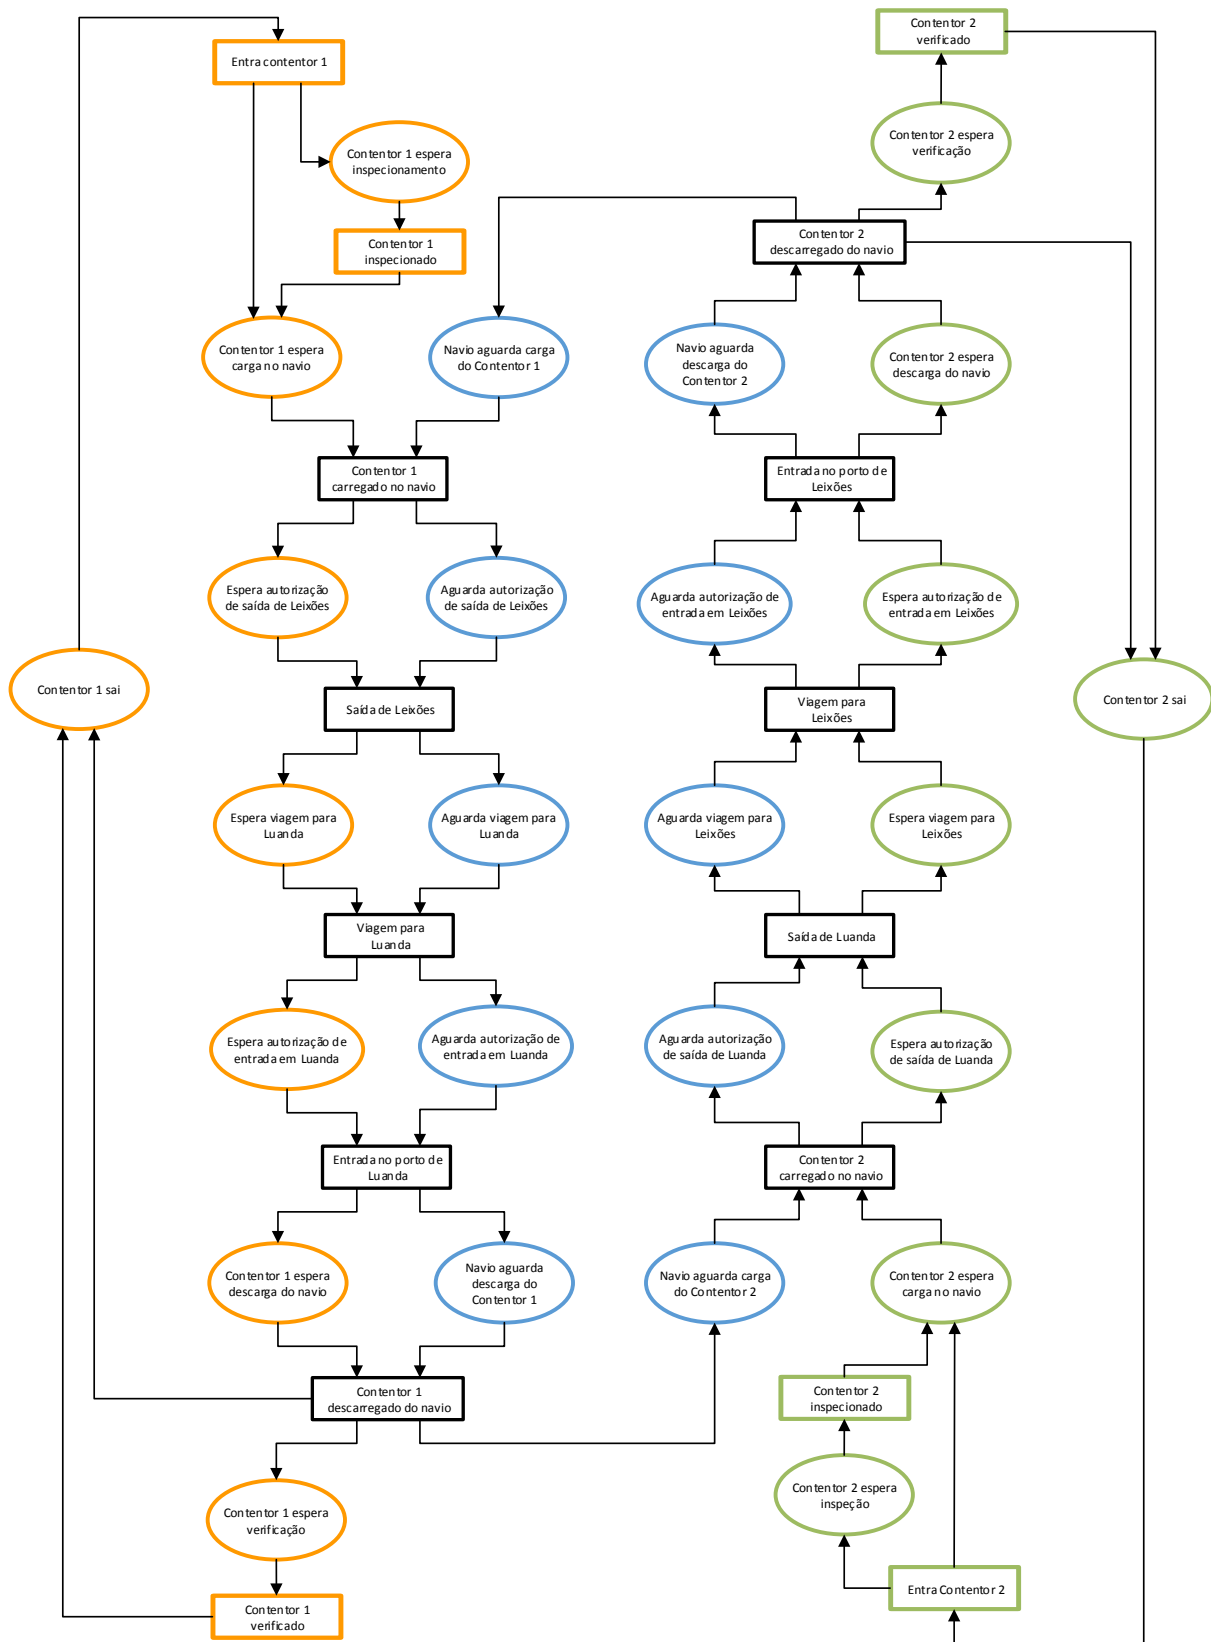 Contentor 2
verificado
Entra contentor 1
Contentor 1 espera
inspecionamento
Contentor 2 espera
verificação
Contentor 1
inspecionado
Contentor 2
descarregado do navio
Contentor 1 espera
carga no navio
Navio aguarda carga
do Contentor 1
Navio aguarda
descarga do
Contentor 2
Contentor 2 espera
descarga do navio
Contentor 1
carregado no navio
Entrada no porto de
Leixões
Espera autorização
de saída de Leixões
Aguarda autorização
de saída de Leixões
Aguarda autorização de
entrada em Leixões
Espera autorização de
entrada em Leixões
Contentor 1 sai
Saída de Leixões
Viagem para
Leixões
Contentor 2 sai
Espera viagem para
Luanda
Aguarda viagem para
Luanda
Aguarda viagem para
Leixões
Espera viagem para
Leixões
Viagem para
Luanda
Saída de Luanda
Espera autorização de
entrada em Luanda
Aguarda autorização de
entrada em Luanda
Aguarda autorização
de saída de Luanda
Espera autorização
de saída de Luanda
Entrada no porto de
Luanda
Contentor 2
carregado no navio
Contentor 1 espera
descarga do navio
Navio aguarda
descarga do
Contentor 1
Navio aguarda carga
do Contentor 2
Contentor 2 espera
carga no navio
Contentor 1
descarregado do navio
Contentor 2
inspecionado
Contentor 1 espera
verificação
Contentor 2 espera
inspeção
Contentor 1
verificado
Entra Contentor 2